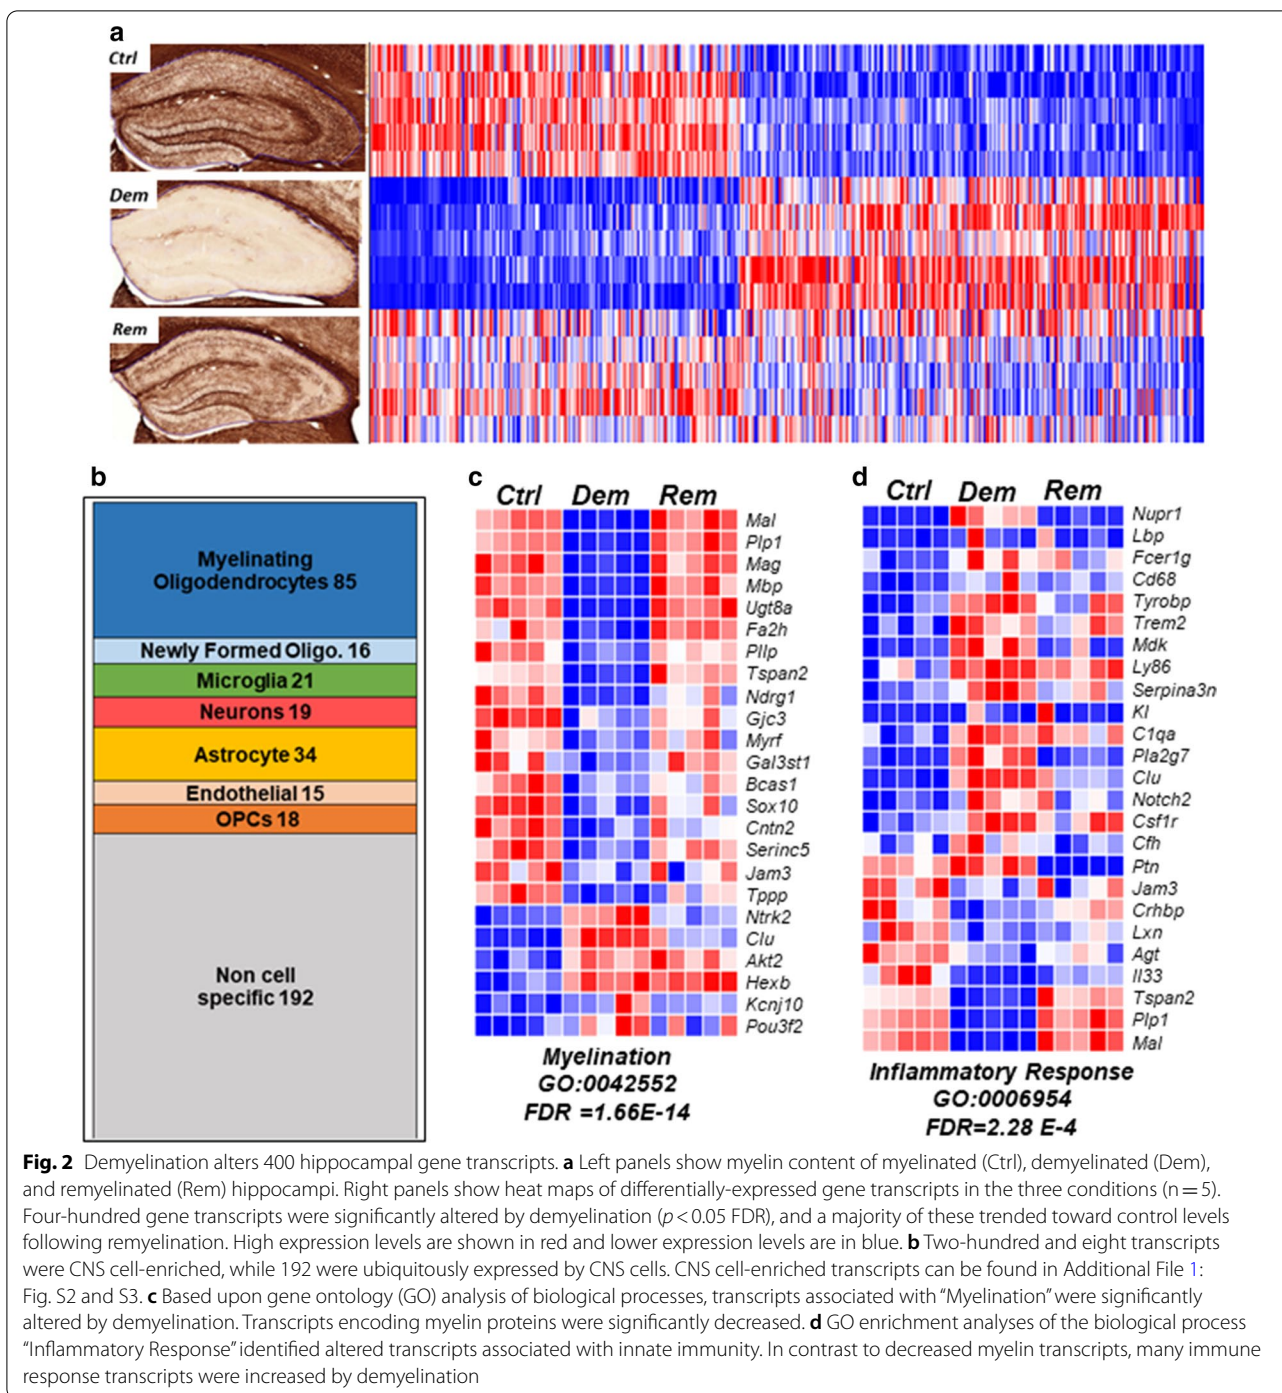 a
Ctrl
Dem
Rem
b
Myelinating
Oligodendrocytes 85
Newly Formed Oligo. 16
Microglia 21
Neurons 19
Astrocyte 34
Endothelial 15
OPCs 18
Non cell
specific 192
c
Ctrl Dem Rem
Mal
Plp1
Mag
Mbp
Ugt8a
Fa2h
Pllp
Tspan2
Ndrg1
Gjc3
Myrf
Gal3st1
Bcas1
Sox10
Cntn2
Serinc5
Jam3
Tppp
Ntrk2
Clu
Akt2
Hexb
Kcnj10
Pou3f2
Myelination
GO:0042552
FDR =1.66E-14
d
Ctrl Dem Rem
Nupr1
Lbp
Fcer1g
Cd68
Tyrobp
Trem2
Mdk
Ly86
Serpina3n
Kl
C1qa
Pla2g7
Clu
Notch2
Csf1r
Cfh
Ptn
Jam3
Crhbp
Lxn
Agt
Il33
Tspan2
Plp1
Mal
Inflammatory Response
GO:0006954
FDR=2.28 E-4
Fig. 2 Demyelination alters 400 hippocampal gene transcripts. a Left panels show myelin content of myelinated (Ctrl), demyelinated (Dem),
and remyelinated (Rem) hippocampi. Right panels show heat maps of differentially-expressed gene transcripts in the three conditions (n = 5).
Four-hundred gene transcripts were significantly altered by demyelination (p < 0.05 FDR), and a majority of these trended toward control levels
following remyelination. High expression levels are shown in red and lower expression levels are in blue. b Two-hundred and eight transcripts
were CNS cell-enriched, while 192 were ubiquitously expressed by CNS cells. CNS cell-enriched transcripts can be found in Additional File 1:
Fig. S2 and S3. c Based upon gene ontology (GO) analysis of biological processes, transcripts associated with “Myelination” were significantly
altered by demyelination. Transcripts encoding myelin proteins were significantly decreased. d GO enrichment analyses of the biological process
“Inflammatory Response” identified altered transcripts associated with innate immunity. In contrast to decreased myelin transcripts, many immune
response transcripts were increased by demyelination